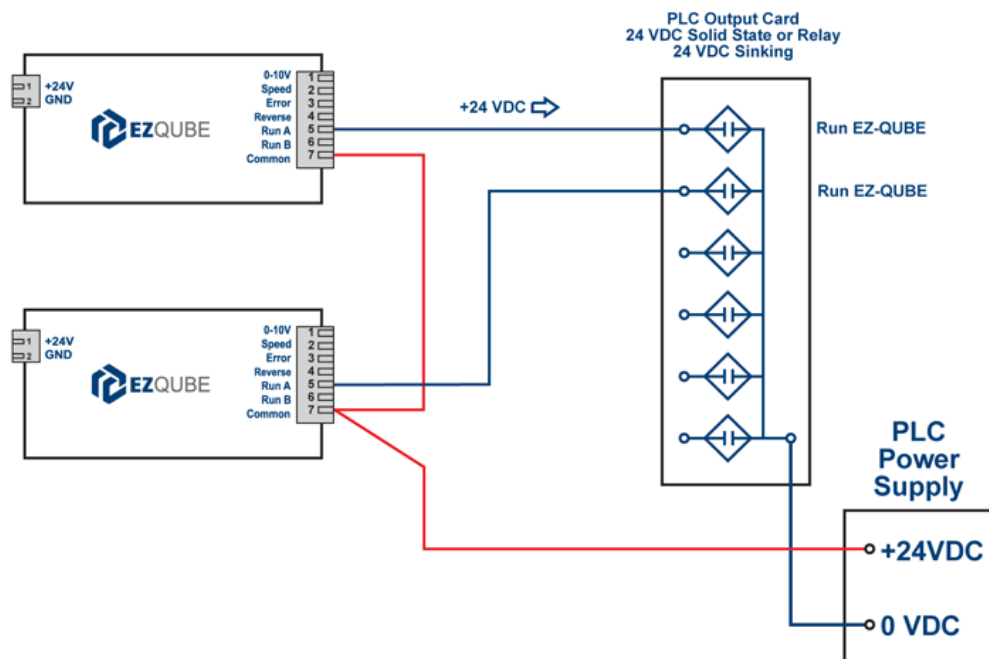 PLC Output Card
24 VDC Solid State or Relay
24 VDC Sinking
1 +24V
2 GND
EZQUBE
0-10V 1
Speed 2
Error 3
Reverse 4
Run A 5
Run B 6
Common 7
+24 VDC
Run EZ-QUBE
Run EZ-QUBE
1 +24V
2 GND
EZQUBE
0-10V 1
Speed 2
Error 3
Reverse 4
Run A 5
Run B 6
Common 7
PLC
Power
Supply
+24VDC
0 VDC